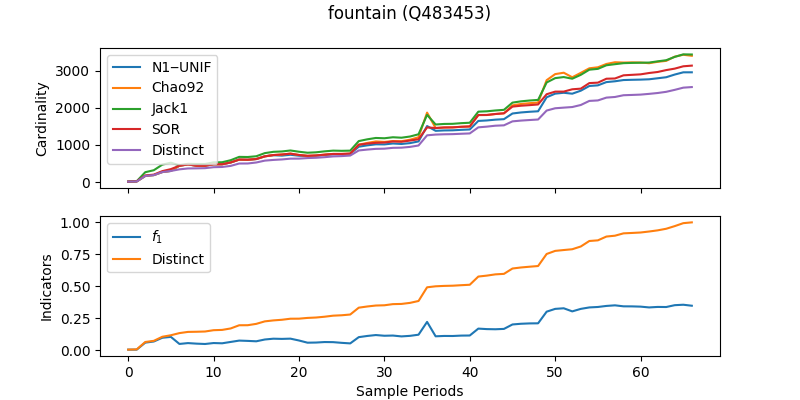 fountain (Q483453)
Cardinality
3000
2000
1000
0
N1−UNIF
Chao92
Jack1
SOR
Distinct
Indicators
1.00
0.75
0.50
0.25
0.00
f1
Distinct
0 10 20 30 40 50 60
Sample Periods